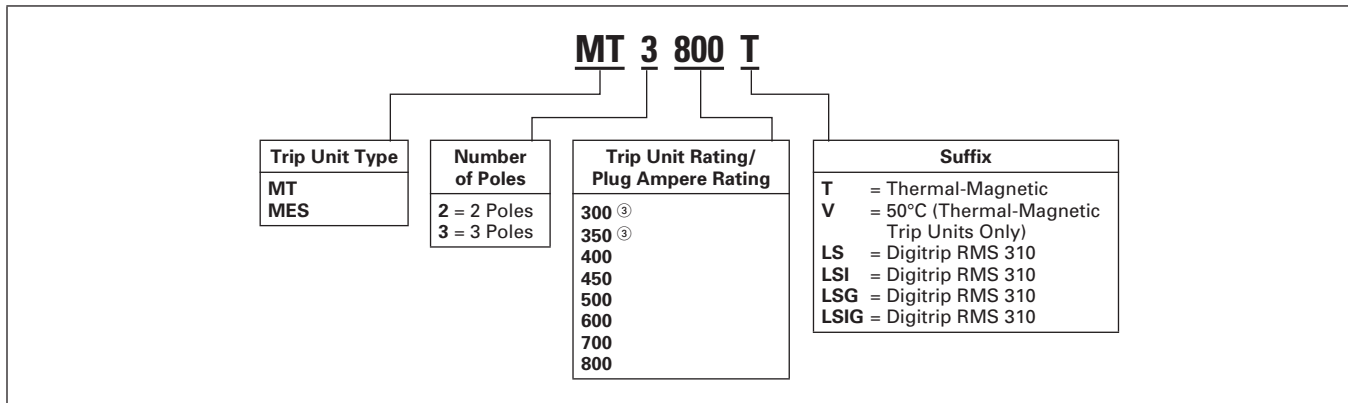 MT 3 800 T
Trip Unit Type
MT
MES
Number
of Poles
2 = 2 Poles
3 = 3 Poles
Trip Unit Rating/
Plug Ampere Rating
300 ③
350 ③
400
450
500
600
700
800
Suffix
T = Thermal-Magnetic
V = 50°C (Thermal-Magnetic
Trip Units Only)
LS = Digitrip RMS 310
LSI = Digitrip RMS 310
LSG = Digitrip RMS 310
LSIG = Digitrip RMS 310